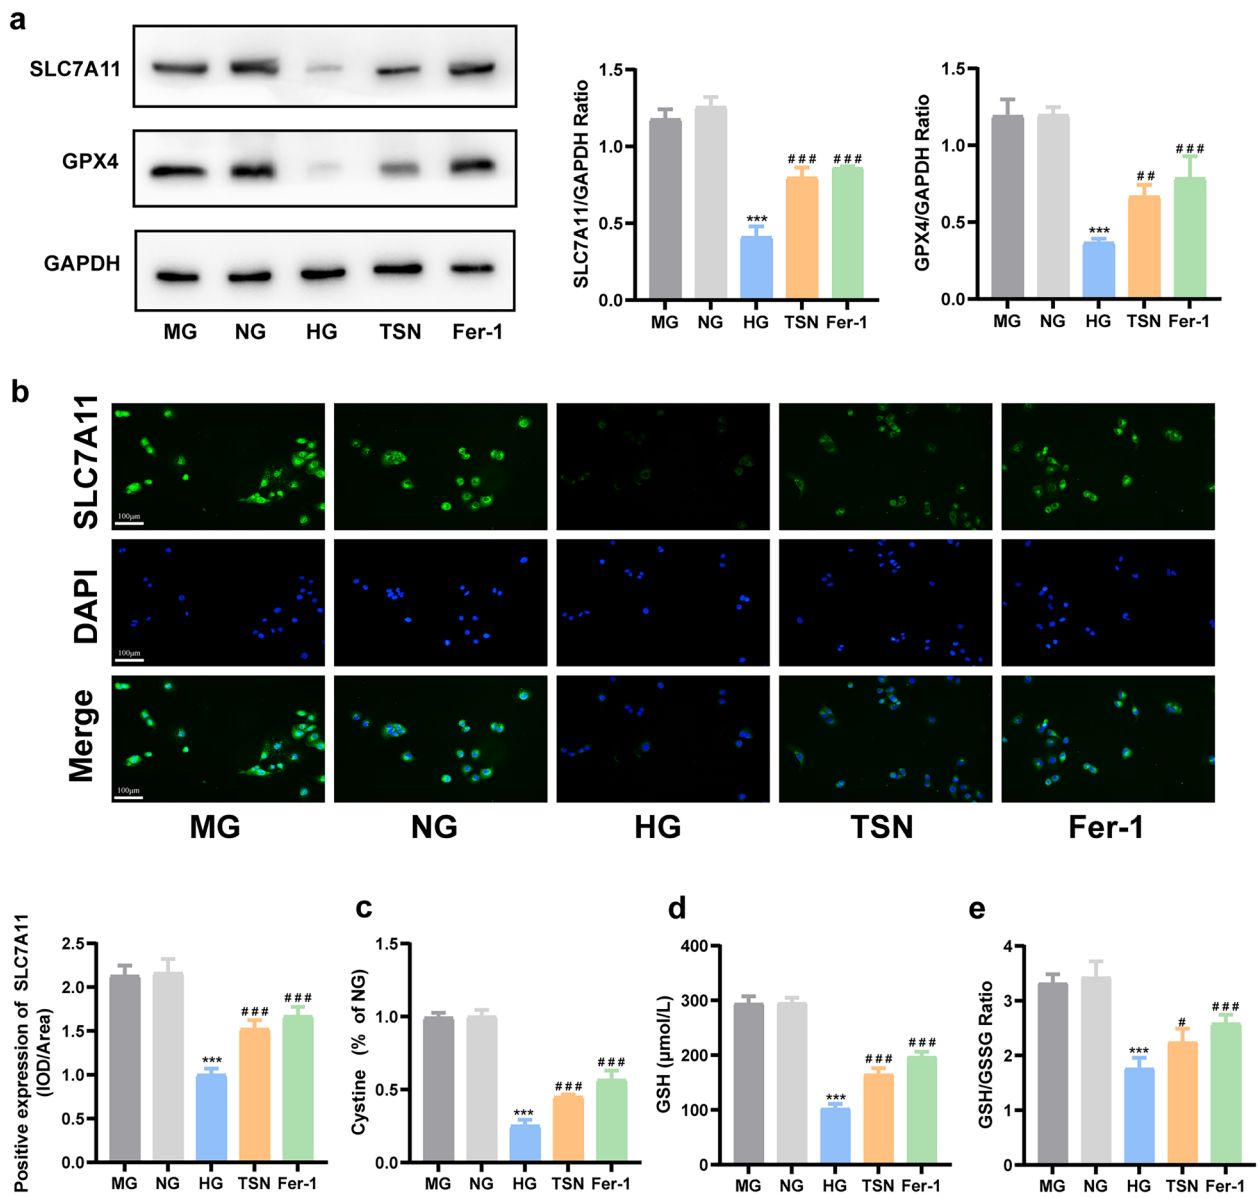 a
SLC7A11
GPX4
GAPDH
MG NG HG TSN Fer-1
SLC7A11/GAPDH Ratio
1.5
1.0
0.5
0.0
***
###
###
MG NG HG TSN Fer-1
GPX4/GAPDH Ratio
1.5
1.0
0.5
0.0
***
##
###
MG NG HG TSN Fer-1
b
SLC7A11
100μm
DAPI
100μm
Merge
100μm
MG NG HG TSN Fer-1
Positive expression of SLC7A11
(IOD/Area)
2.5
2.0
1.5
1.0
0.5
0.0
***
###
###
MG NG HG TSN Fer-1
c
Cystine (% of NG)
1.5
1.0
0.5
0.0
***
###
###
MG NG HG TSN Fer-1
d
GSH (μmol/L)
400
300
200
100
0
***
###
###
MG NG HG TSN Fer-1
e
GSH/GSSG Ratio
4
3
2
1
0
***
#
###
MG NG HG TSN Fer-1